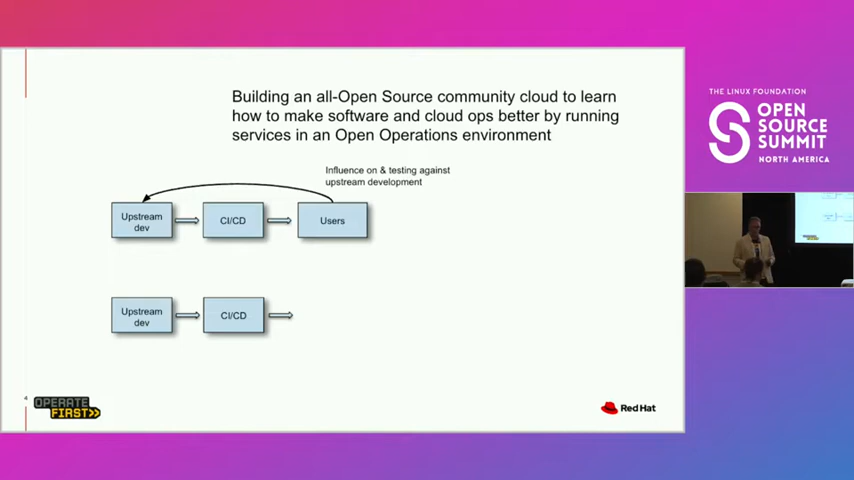 Building an all-Open Source community cloud to learn
how to make software and cloud ops better by running
services in an Open Operations environment
Influence on & testing against
upstream development
Upstream
dev
CI/CD
Users
Upstream
dev
CI/CD
4
OPERATE
FIRST>>
Red Hat
THE LINUX FOUNDATION
OPEN
SOURCE
SUMMIT
NORTH AMERICA